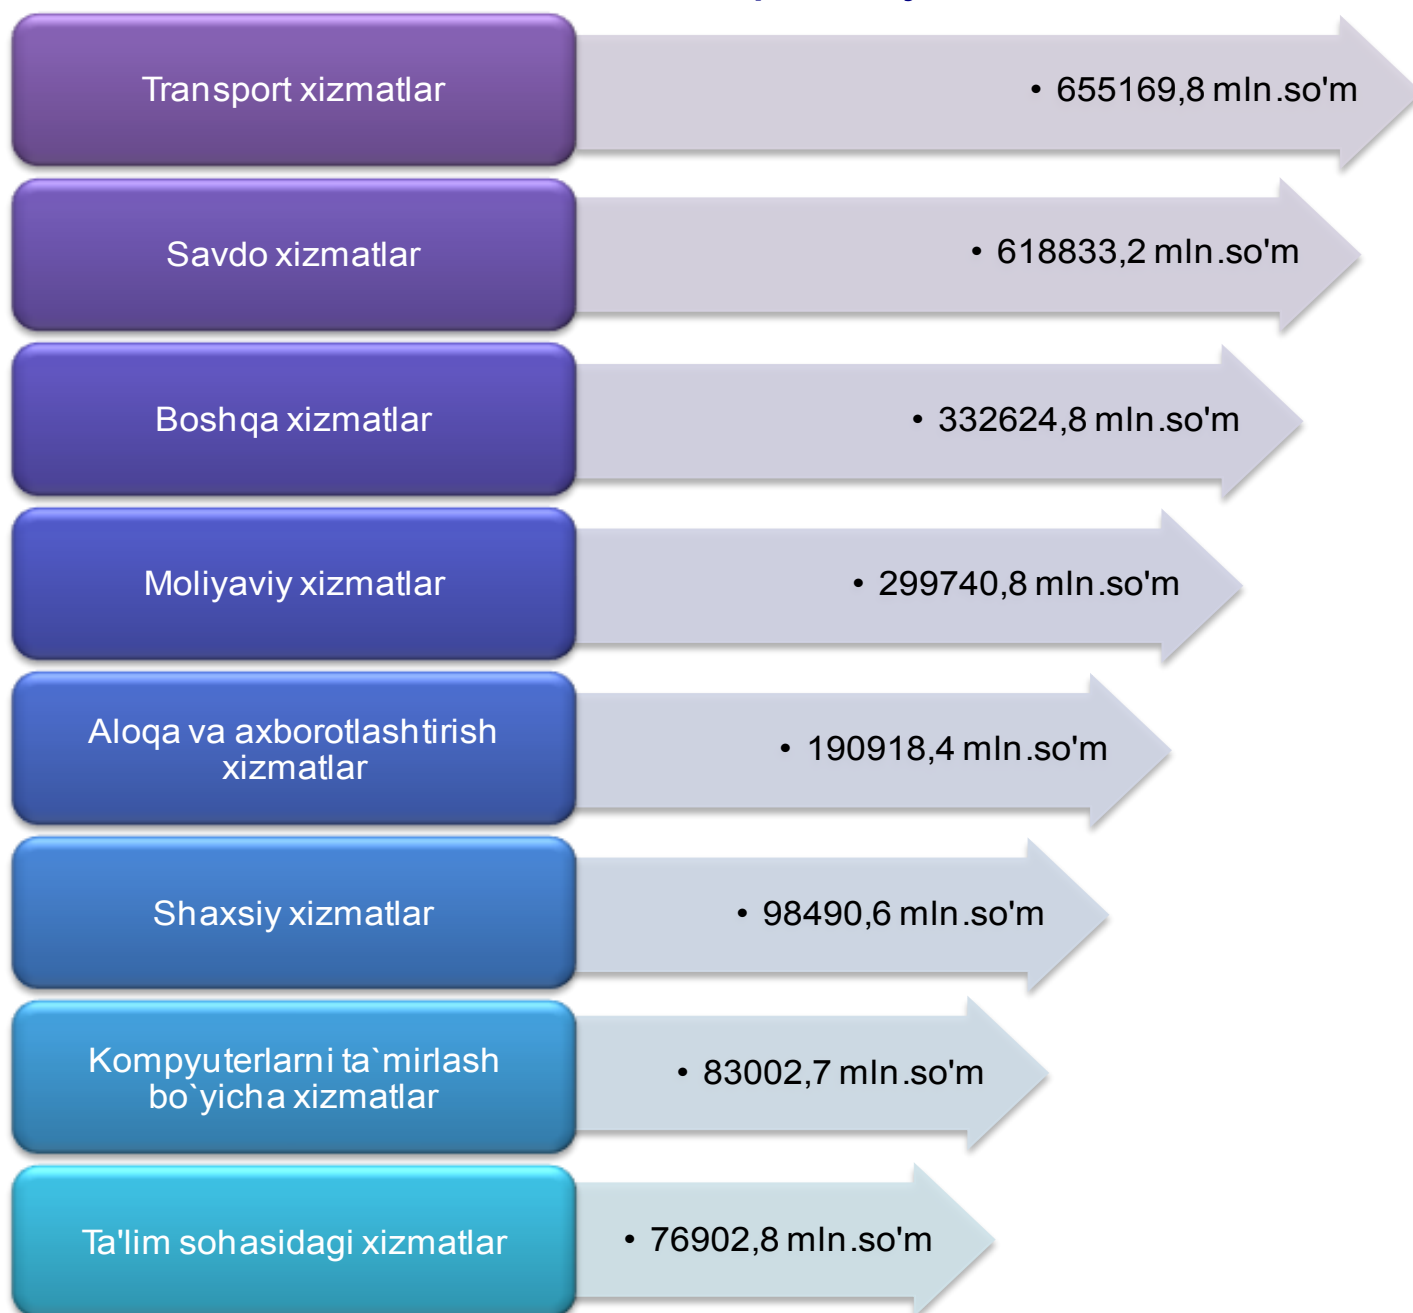 Transport xizmatlar
• 655169,8 mln.so'm
Savdo xizmatlar
• 618833,2 mln.so'm
Boshqa xizmatlar
• 332624,8 mln.so'm
Moliyaviy xizmatlar
• 299740,8 mln.so'm
Aloqa va axborotlashtirish
xizmatlar
• 190918,4 mln.so'm
Shaxsiy xizmatlar
• 98490,6 mln.so'm
Kompyuterlarni ta`mirlash
bo`yicha xizmatlar
• 83002,7 mln.so'm
Ta'lim sohasidagi xizmatlar
• 76902,8 mln.so'm